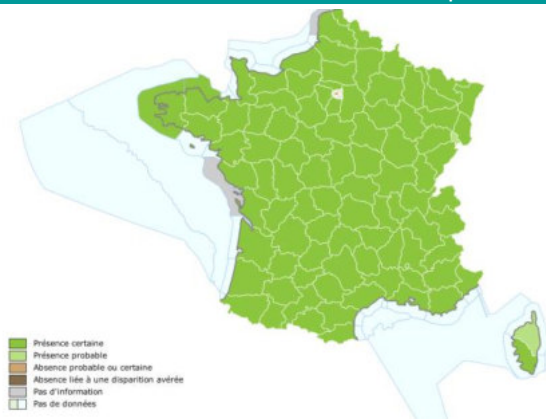 Présence certaine
Présence probable
Absence probable ou certaine
Absence liée à une disparition avérée
Pas d'information
Pas de données